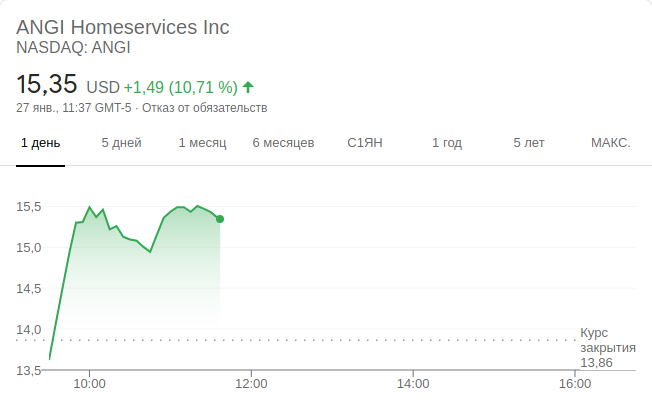 ANGI Homeservices Inc
NASDAQ: ANGI
15,35 USD +1,49 (10,71 %)
27 янв., 11:37 GMT-5 · Отказ от обязательств
1 день 5 дней 1 месяц 6 месяцев С1ЯН 1 год 5 лет МАКС.
15,5
15,0
14,5
14,0
Курс
закрытия
13,86
13,5
10:00 12:00 14:00 16:00